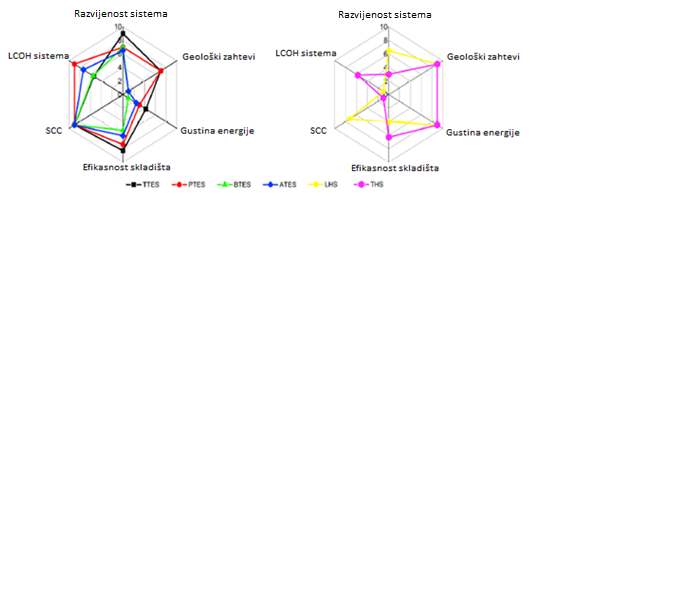 Razvijenost sistema
10
8
6
4
2
0
LCOH sistema
Geološki zahtevi
SCC
Gustina energije
Efikasnost skladišta
Razvijenost sistema
10
8
6
4
2
0
LCOH sistema
Geološki zahtevi
SCC
Gustina energije
Efikasnost skladišta
TTES PTES BTES ATES LHS THS